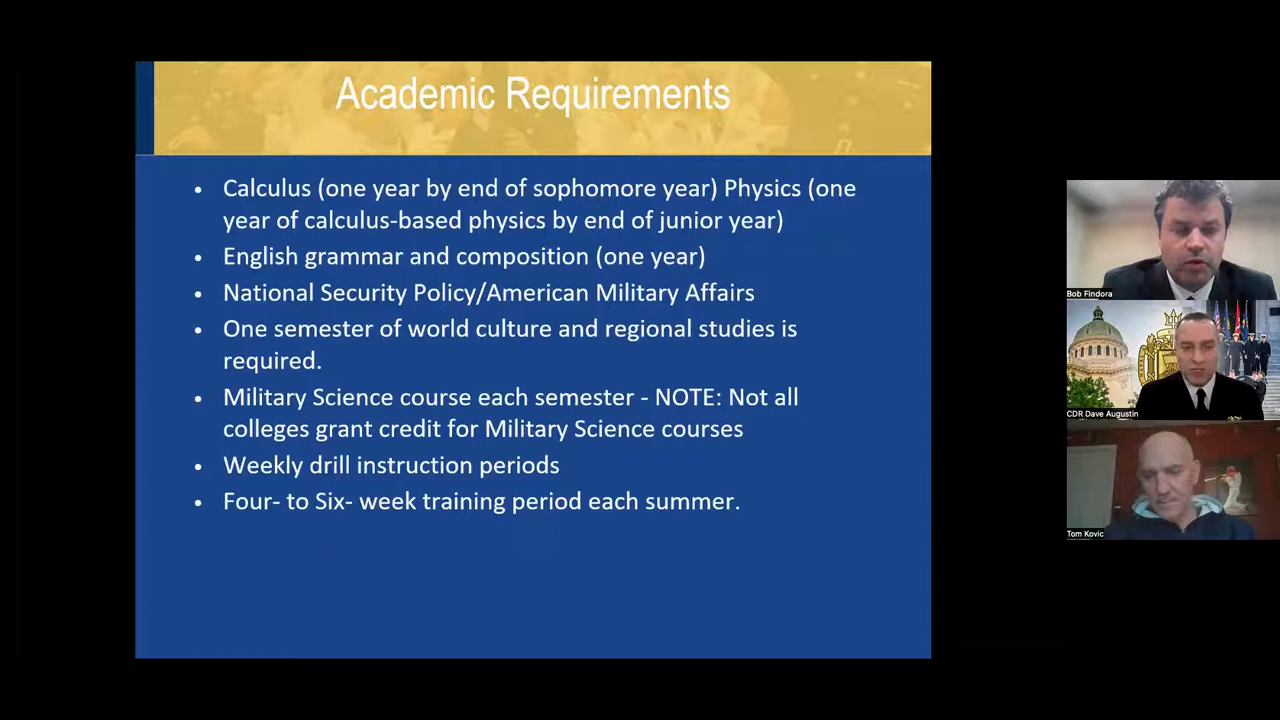 Academic Requirements
• Calculus (one year by end of sophomore year) Physics (one
year of calculus-based physics by end of junior year)
• English grammar and composition (one year)
• National Security Policy/American Military Affairs
• One semester of world culture and regional studies is
required.
• Military Science course each semester - NOTE: Not all
colleges grant credit for Military Science courses
• Weekly drill instruction periods
• Four- to Six- week training period each summer.
Bob Findora
CDR Dave Augustin
Tom Kovic